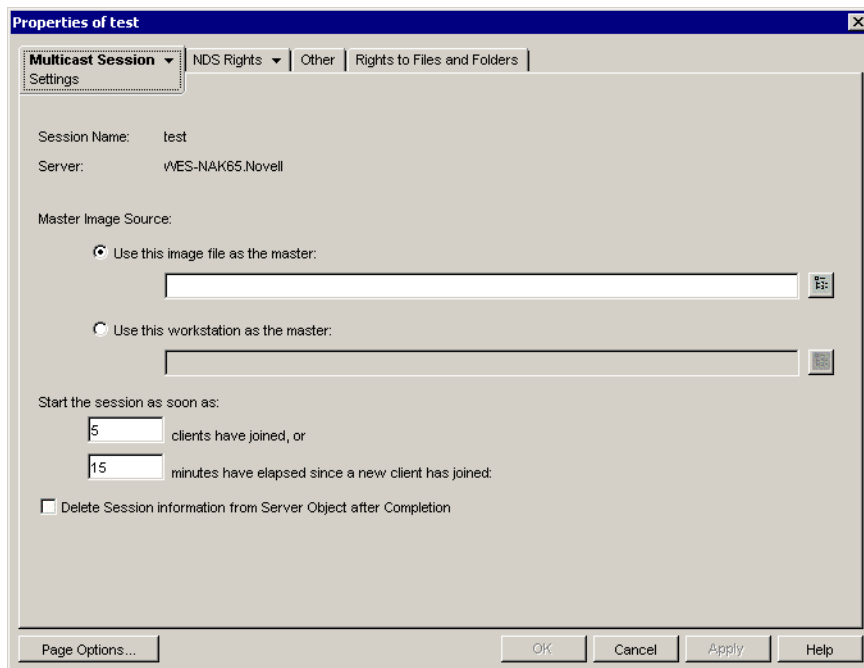 Properties of test
Multicast Session NDS Rights Other Rights to Files and Folders
Settings
Session Name: test
Server: WES-NAK65.Novell
Master Image Source:
Use this image file as the master:
Use this workstation as the master:
Start the session as soon as:
5 clients have joined, or
15 minutes have elapsed since a new client has joined:
Delete Session information from Server Object after Completion
Page Options... OK Cancel Apply Help